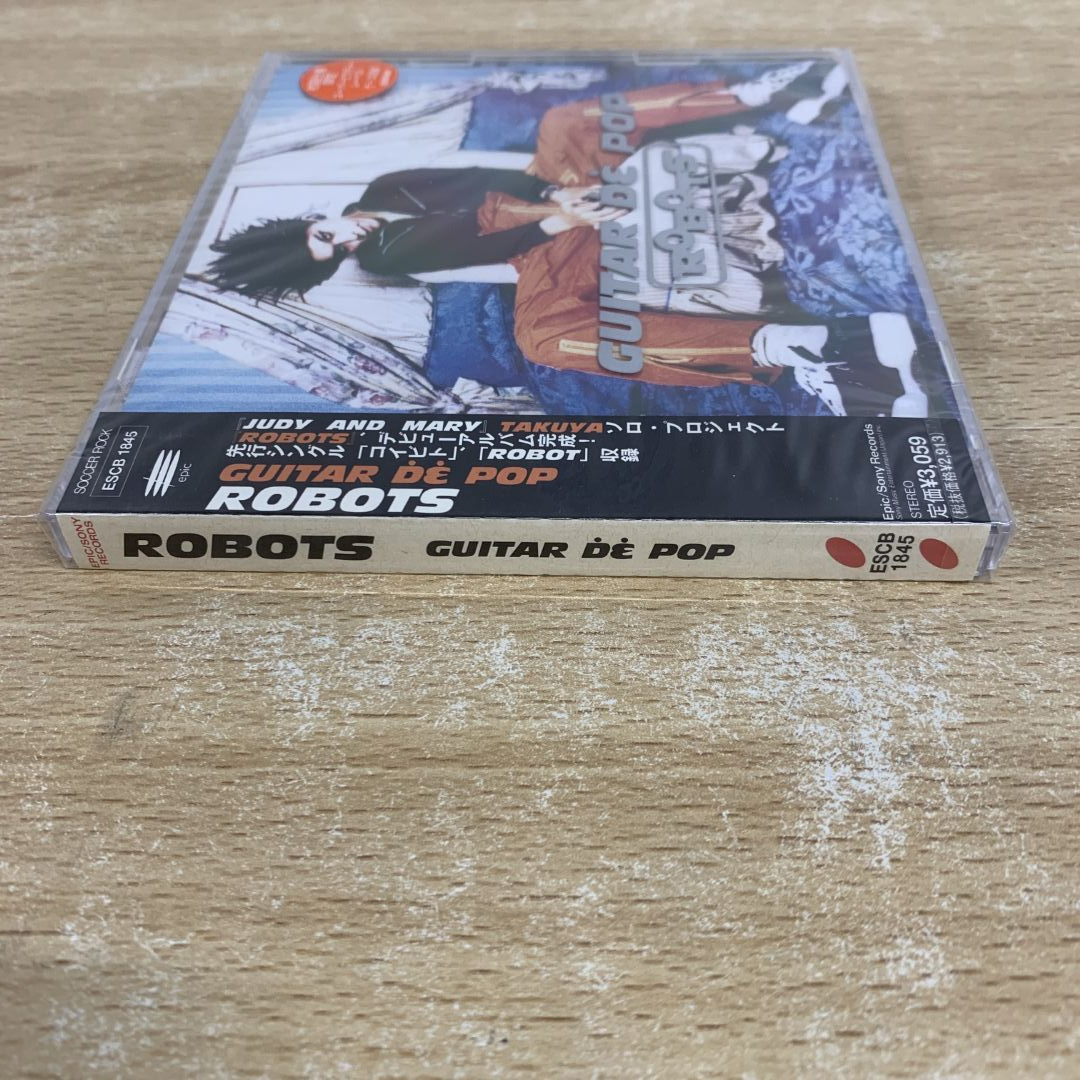 GUITAR DÉ POP
ROBOTS
SOCCER ROCK
ESCB 1845
epic
「JUDY AND MARY」TAKUYAソロ・プロジェクト
「ROBOTS」、デビューアルバム完成!
先行シングル「コイビト」、「ROBOT」収録
GUITAR DÉ POP
ROBOTS
Epic/Sony Records
STEREO
定価¥3,059
(税抜価格¥2,913)
EPIC/SONY
RECORDS
ROBOTS GUITAR DÉ POP
ESCB
1845